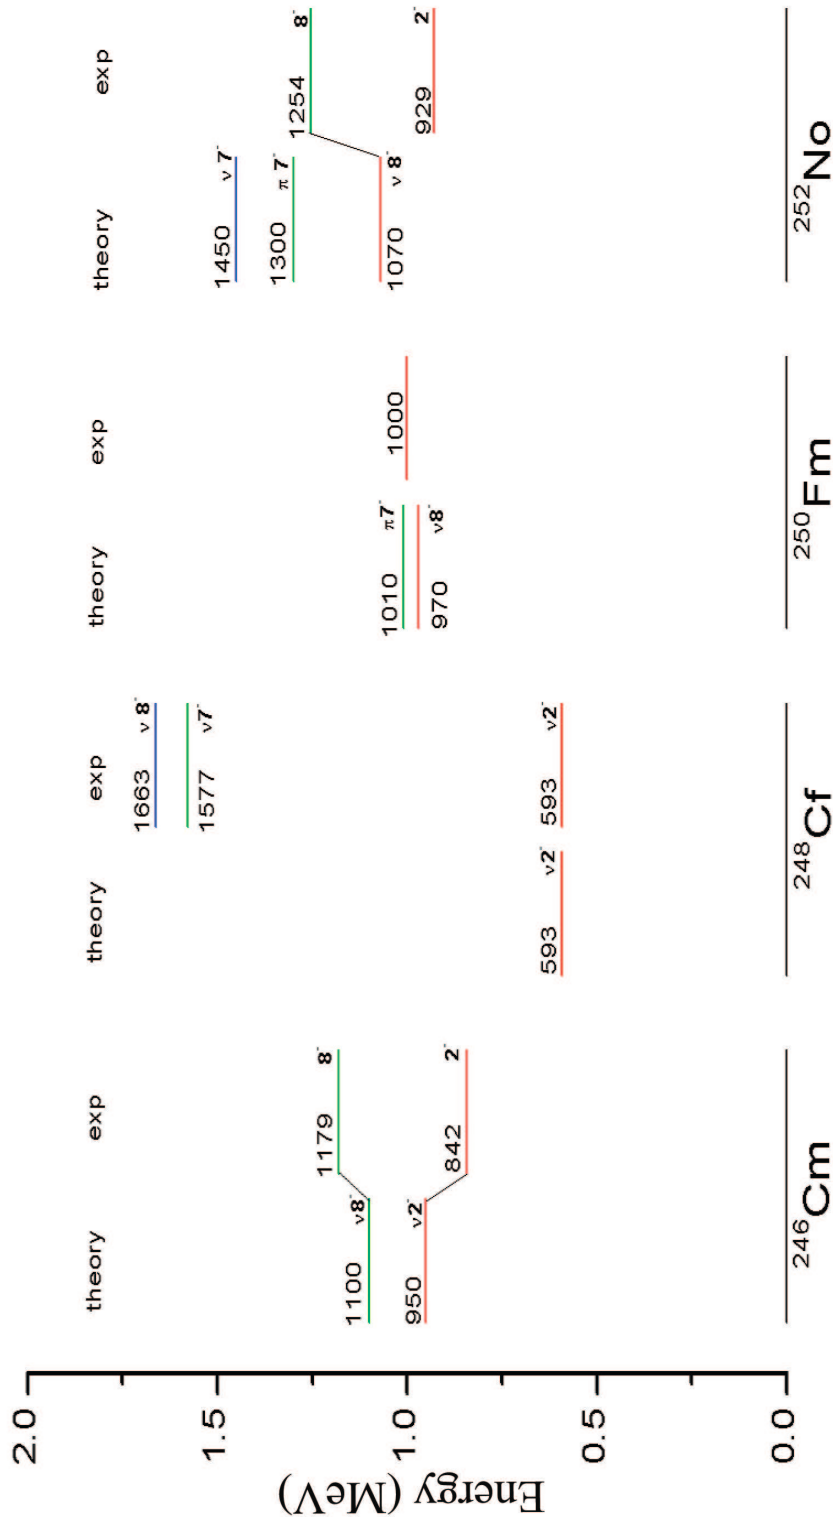 2.0
1.5
1.0
0.5
0.0
Energy (MeV)
theory
exp
1100
ν8⁻
950
ν2⁻
1179
8⁻
842
2⁻
²⁴⁶Cm
theory
exp
593
ν2⁻
1663
ν8⁻
1577
ν7⁻
593
ν2⁻
²⁴⁸Cf
theory
exp
1010
π7⁻
970
ν8⁻
1000
²⁵⁰Fm
theory
exp
1450
ν7⁻
1300
π7⁻
1070
ν8⁻
1254
8⁻
929
2⁻
²⁵²No